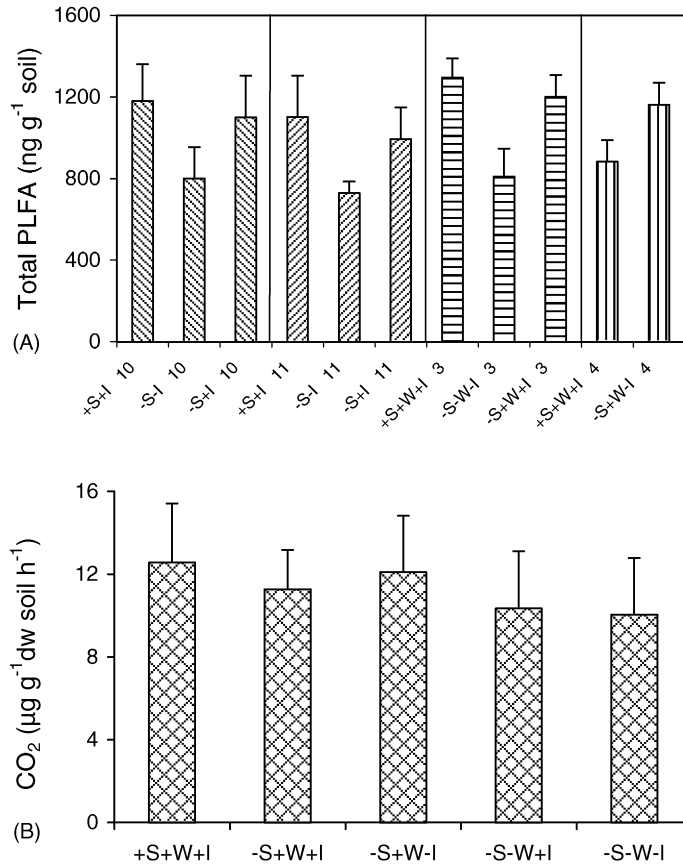 1600
1200
800
400
0
Total PLFA (ng g⁻¹ soil)
(A)
+S+I 10
-S-I 10
-S+I 10
+S+I 11
-S-I 11
-S+I 11
+S+W+I 3
-S-W-I 3
-S+W+I 3
+S+W+I 4
-S+W-I 4
16
12
8
4
0
CO₂ (µg g⁻¹dw soil h⁻¹)
(B)
+S+W+I -S+W+I -S+W-I -S-W+I -S-W-I